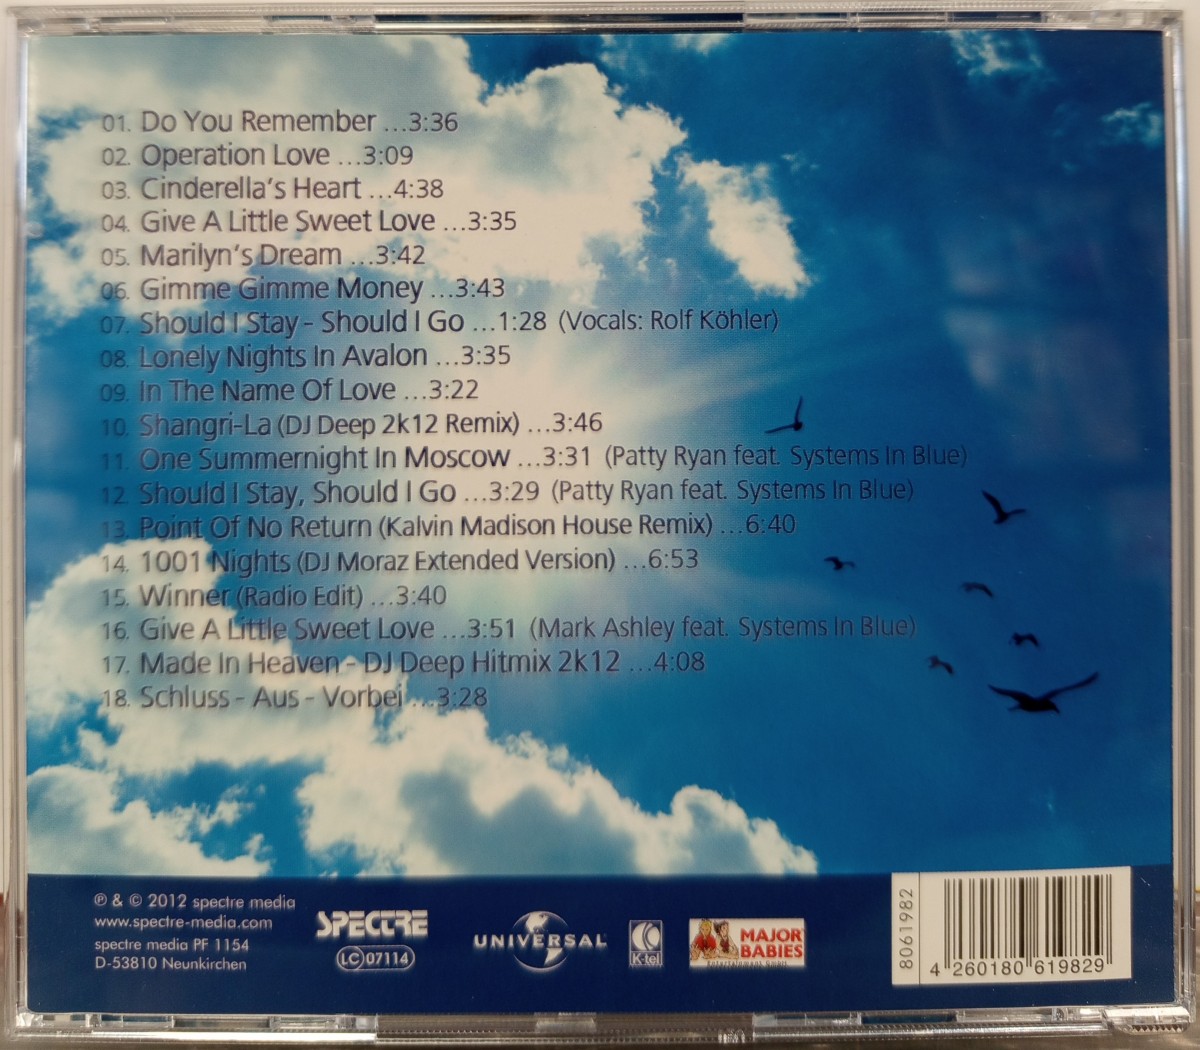 01. Do You Remember ...3:36
02. Operation Love ...3:09
03. Cinderella's Heart ...4:38
04. Give A Little Sweet Love ...3:35
05. Marilyn's Dream ...3:42
06. Gimme Gimme Money ...3:43
07. Should I Stay - Should I Go ...1:28 (Vocals: Rolf Köhler)
08. Lonely Nights In Avalon ...3:35
09. In The Name Of Love ...3:22
10. Shangri-La (DJ Deep 2k12 Remix) ...3:46
11. One Summernight In Moscow ...3:31 (Patty Ryan feat. Systems In Blue)
12. Should I Stay, Should I Go ...3:29 (Patty Ryan feat. Systems In Blue)
13. Point Of No Return (Kalvin Madison House Remix) ...6:40
14. 1001 Nights (DJ Moraz Extended Version) ...6:53
15. Winner (Radio Edit) ...3:40
16. Give A Little Sweet Love ...3:51 (Mark Ashley feat. Systems In Blue)
17. Made In Heaven - DJ Deep Hitmix 2k12 ...4:08
18. Schluss - Aus - Vorbei ...3:28
℗ & © 2012 spectre media
www.spectre-media.com
spectre media PF 1154
D-53810 Neunkirchen
SPECTRE
LC 07114
UNIVERSAL
K-tel
MAJOR
BABIES
Entertainment GmbH
8061982
4 260180 619829